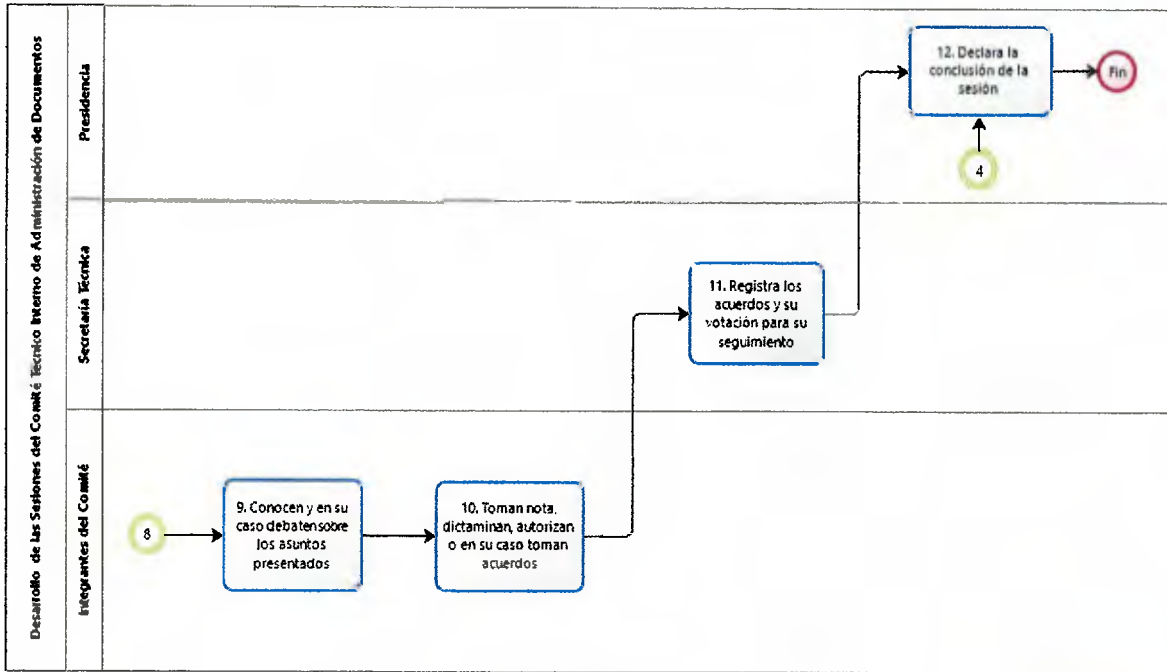 Desarrollo de las Sesiones del Comité Técnico Interno de Administración de Documentos
Presidencia
12. Declara la
conclusión de la
sesión
Fin
4
Secretaría Técnica
11. Registra los
acuerdos y su
votación para su
seguimiento
Integrantes del Comité
8
9. Conocen y en su
caso debaten sobre
los asuntos
presentados
10. Toman nota,
dictaminan, autorizan
o en su caso toman
acuerdos